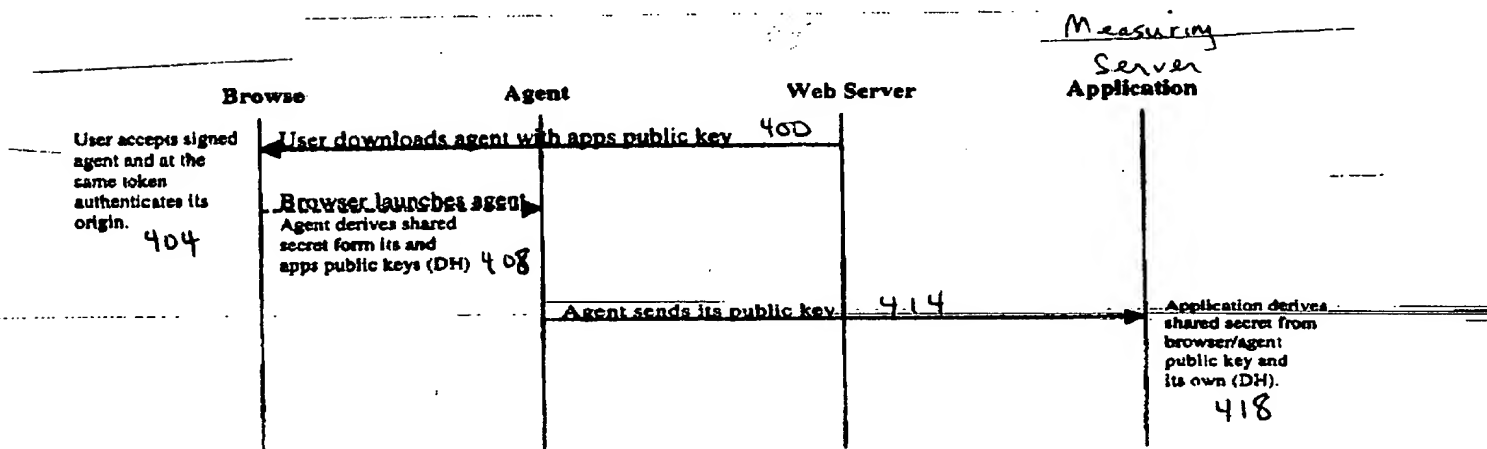 Measuring
Server
Browse
Agent
Web Server
Application
User accepts signed
agent and at the
same token
authenticates its
origin.
404
User downloads agent with apps public key 400
Browser launches agent
Agent derives shared
secret form its and
apps public keys (DH) 408
Agent sends its public key 414
Application derives
shared secret from
browser/agent
public key and
its own (DH).
418